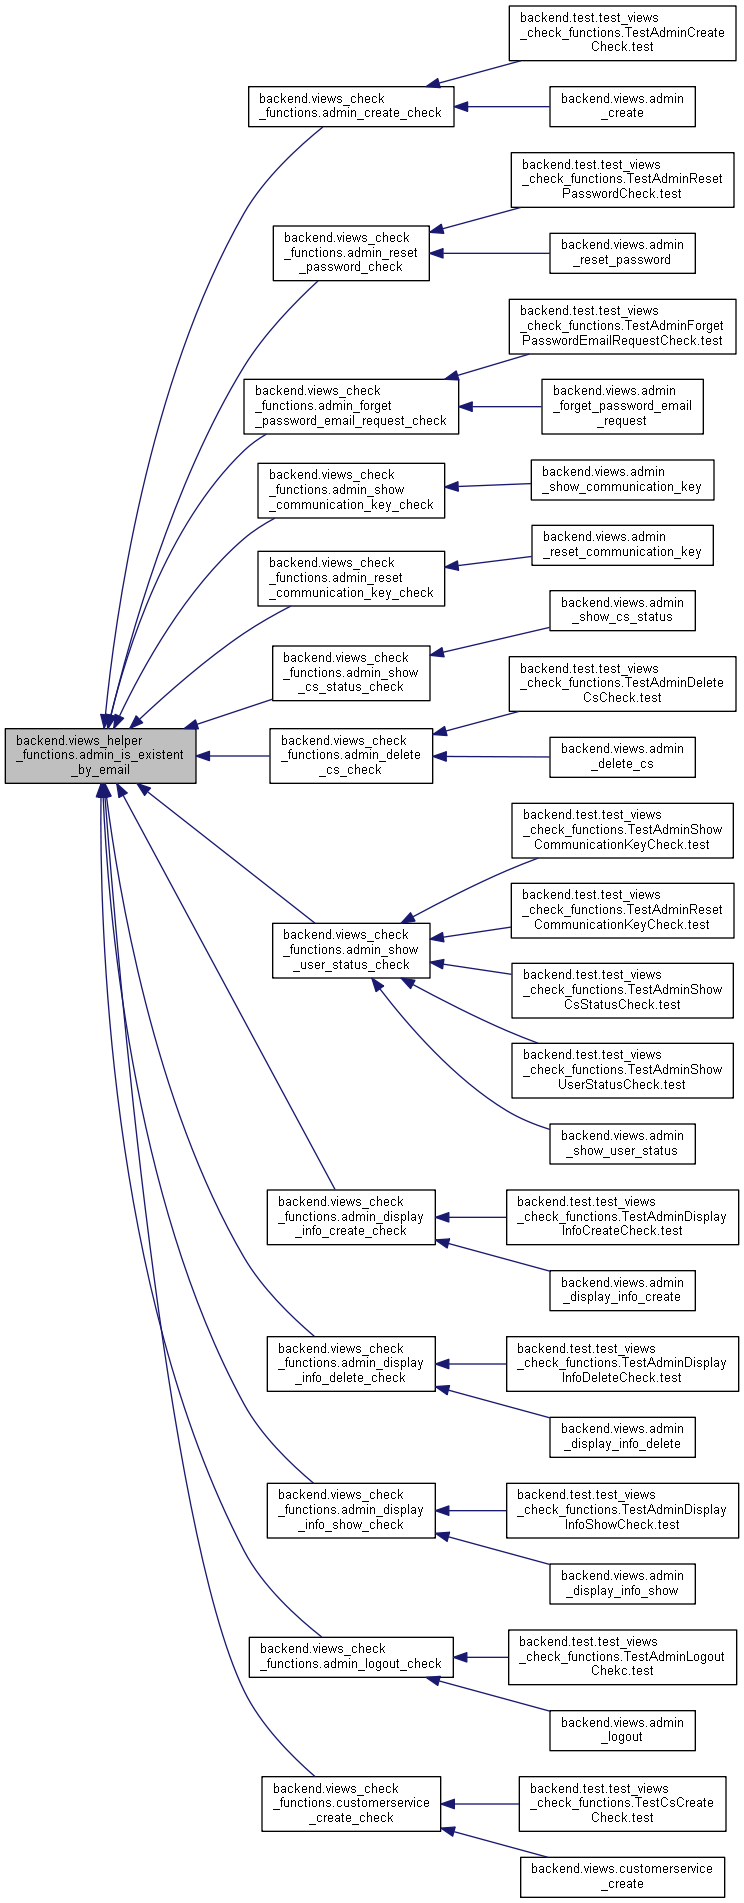 backend.test.test_views
_check_functions.TestAdminCreate
Check.test
backend.views_check
_functions.admin_create_check
backend.views.admin
_create
backend.test.test_views
_check_functions.TestAdminReset
PasswordCheck.test
backend.views_check
_functions.admin_reset
_password_check
backend.views.admin
_reset_password
backend.test.test_views
_check_functions.TestAdminForget
PasswordEmailRequestCheck.test
backend.views_check
_functions.admin_forget
_password_email_request_check
backend.views.admin
_forget_password_email
_request
backend.views_check
_functions.admin_show
_communication_key_check
backend.views.admin
_show_communication_key
backend.views_check
_functions.admin_reset
_communication_key_check
backend.views.admin
_reset_communication_key
backend.views.admin
_show_cs_status
backend.views_check
_functions.admin_show
_cs_status_check
backend.test.test_views
_check_functions.TestAdminDelete
CsCheck.test
backend.views_helper
_functions.admin_is_existent
_by_email
backend.views_check
_functions.admin_delete
_cs_check
backend.views.admin
_delete_cs
backend.test.test_views
_check_functions.TestAdminShow
CommunicationKeyCheck.test
backend.test.test_views
_check_functions.TestAdminReset
CommunicationKeyCheck.test
backend.views_check
_functions.admin_show
_user_status_check
backend.test.test_views
_check_functions.TestAdminShow
CsStatusCheck.test
backend.test.test_views
_check_functions.TestAdminShow
UserStatusCheck.test
backend.views.admin
_show_user_status
backend.views_check
_functions.admin_display
_info_create_check
backend.test.test_views
_check_functions.TestAdminDisplay
InfoCreateCheck.test
backend.views.admin
_display_info_create
backend.views_check
_functions.admin_display
_info_delete_check
backend.test.test_views
_check_functions.TestAdminDisplay
InfoDeleteCheck.test
backend.views.admin
_display_info_delete
backend.views_check
_functions.admin_display
_info_show_check
backend.test.test_views
_check_functions.TestAdminDisplay
InfoShowCheck.test
backend.views.admin
_display_info_show
backend.views_check
_functions.admin_logout_check
backend.test.test_views
_check_functions.TestAdminLogout
Chekc.test
backend.views.admin
_logout
backend.views_check
_functions.customerservice
_create_check
backend.test.test_views
_check_functions.TestCsCreate
Check.test
backend.views.customerservice
_create